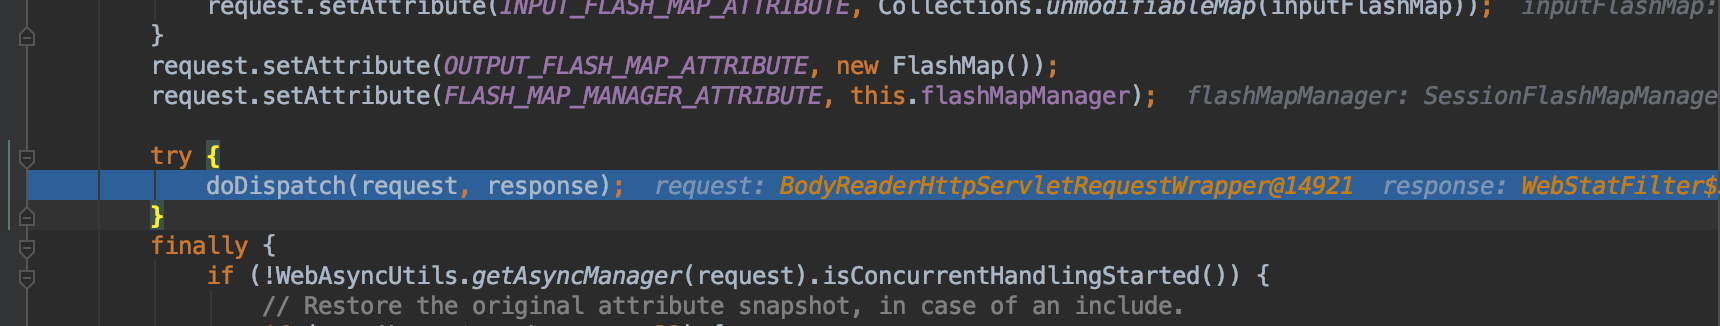 request.setAttribute(INPUT_FLASH_MAP_ATTRIBUTE, Collections.unmodifiableMap(inputFlashMap)); inputFlashMap:
}
request.setAttribute(OUTPUT_FLASH_MAP_ATTRIBUTE, new FlashMap());
request.setAttribute(FLASH_MAP_MANAGER_ATTRIBUTE, this.flashMapManager); flashMapManager: SessionFlashMapManage
try {
doDispatch(request, response); request: BodyReaderHttpServletRequestWrapper@14921 response: WebStatFilter$
}
finally {
if (!WebAsyncUtils.getAsyncManager(request).isConcurrentHandlingStarted()) {
// Restore the original attribute snapshot, in case of an include.